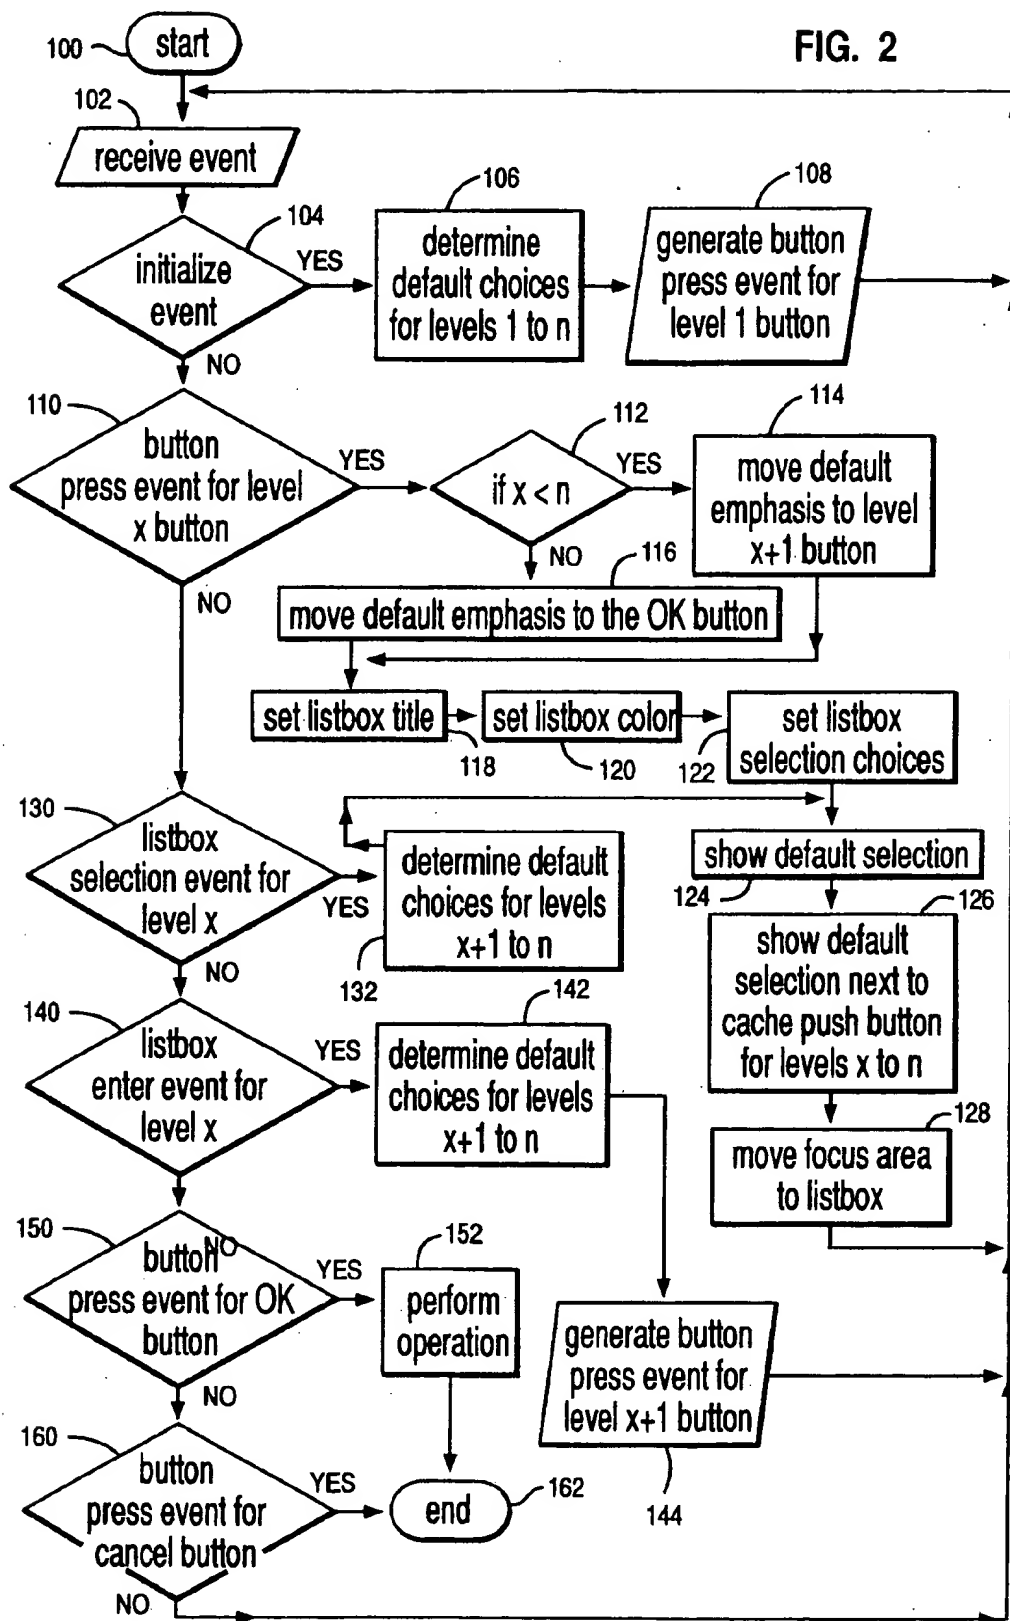 FIG. 2
100
start
102
receive event
104
initialize
event
YES
NO
106
determine
default choices
for levels 1 to n
108
generate button
press event for
level 1 button
110
button
press event for level
x button
YES
NO
112
if x < n
YES
NO
114
move default
emphasis to level
x+1 button
116
move default emphasis to the OK button
set listbox title
118
set listbox color
120
set listbox
selection choices
122
130
listbox
selection event for
level x
YES
NO
determine default
choices for levels
x+1 to n
132
show default selection
124
126
show default
selection next to
cache push button
for levels x to n
128
move focus area
to listbox
140
listbox
enter event for
level x
YES
NO
142
determine default
choices for levels
x+1 to n
generate button
press event for
level x+1 button
144
150
button
press event for OK
button
YES
NO
152
perform
operation
160
button
press event for
cancel button
YES
NO
end
162